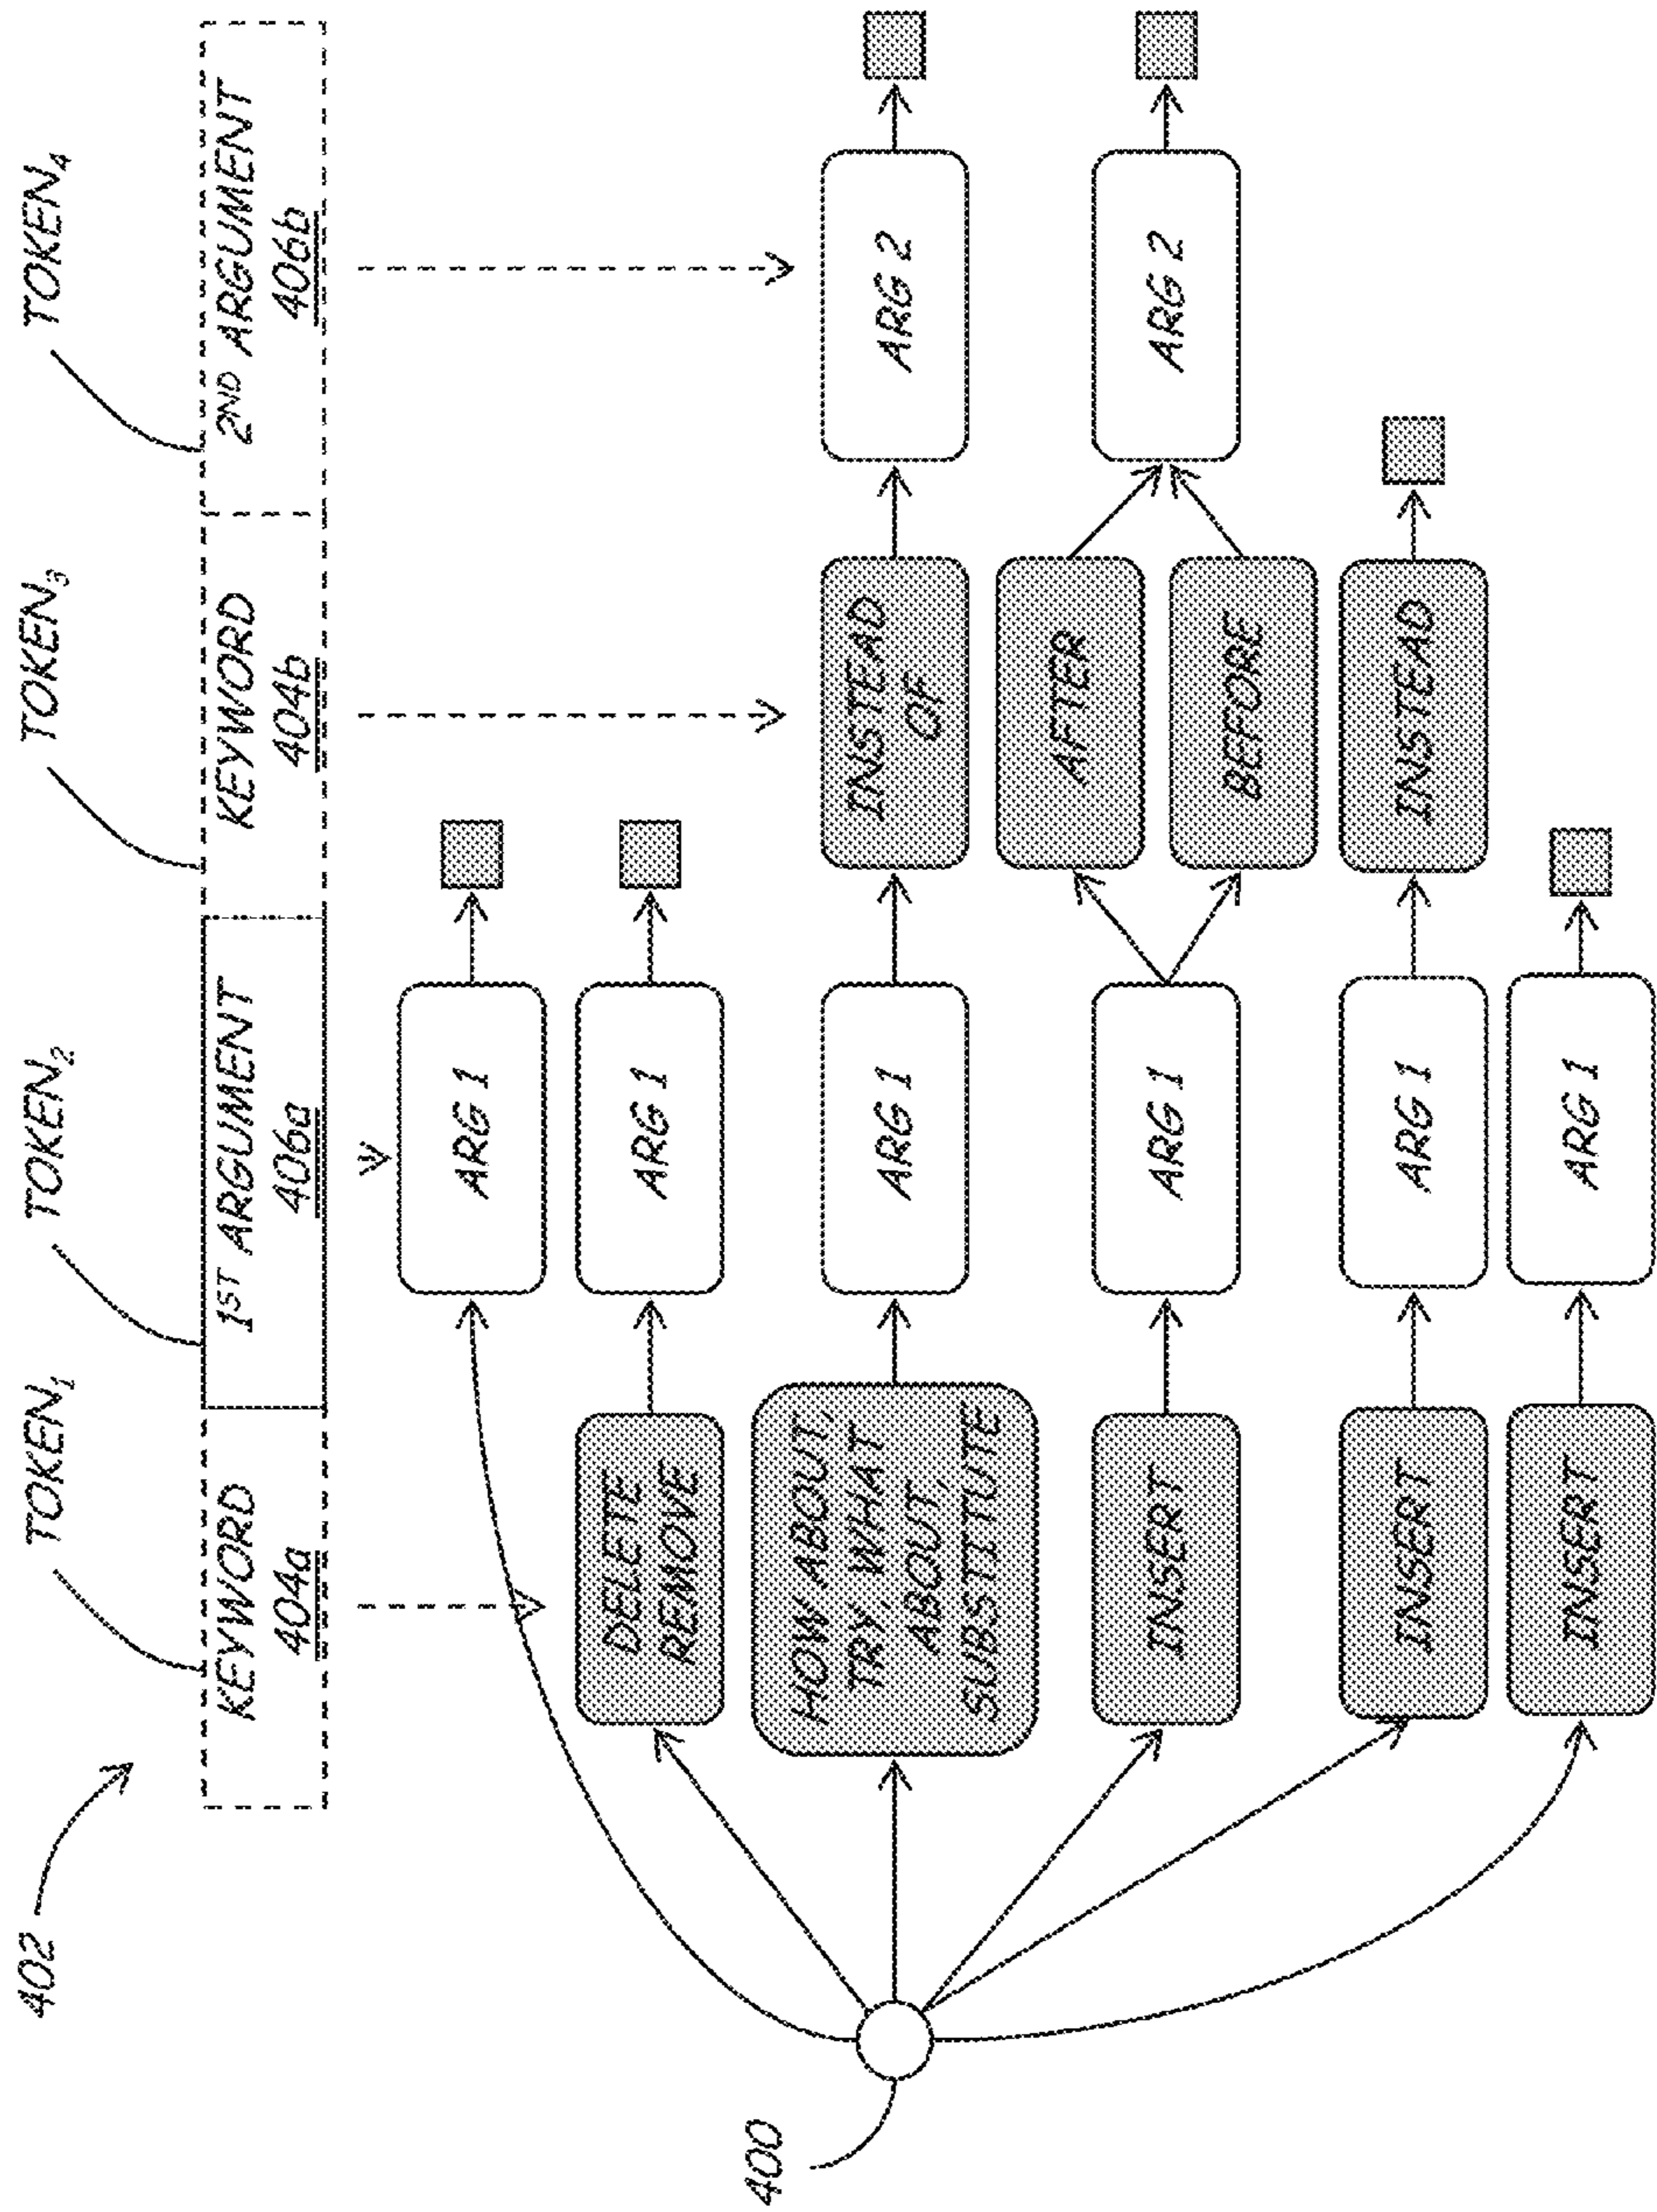 402
TOKEN1
TOKEN2
TOKEN3
TOKEN4
KEYWORD
404a
1ST ARGUMENT
406a
KEYWORD
404b
2ND ARGUMENT
406b
ARG 1
DELETE
REMOVE
ARG 1
400
HOW ABOUT,
TRY, WHAT
ABOUT,
SUBSTITUTE
ARG 1
INSTEAD
OF
ARG 2
INSERT
ARG 1
AFTER
BEFORE
ARG 2
INSERT
ARG 1
INSTEAD
INSERT
ARG 1